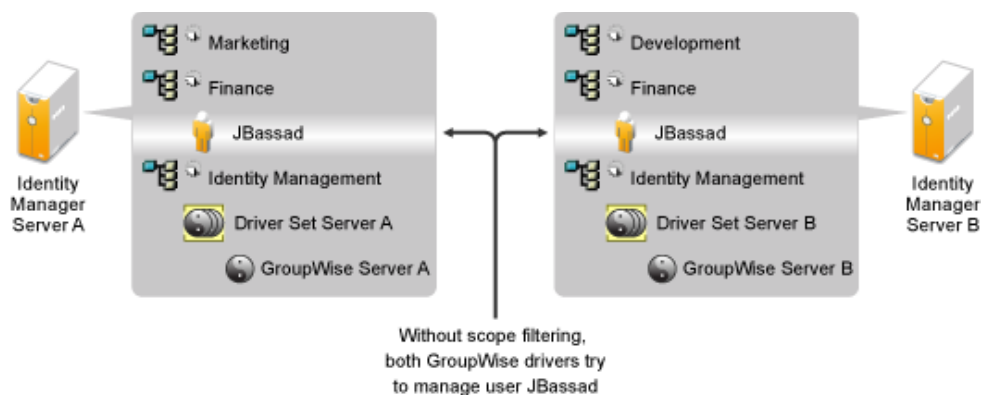 Marketing
Finance
JBassad
Identity Management
Driver Set Server A
GroupWise Server A
Identity
Manager
Server A
Development
Finance
JBassad
Identity Management
Driver Set Server B
GroupWise Server B
Identity
Manager
Server B
Without scope filtering,
both GroupWise drivers try
to manage user JBassad